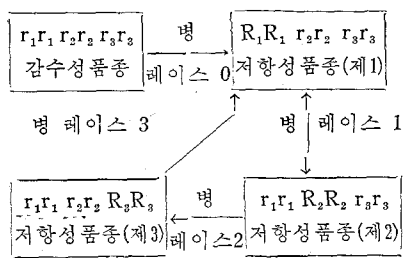 r₁r₁ r₂r₂ r₃r₃
감수성품종
병
레이스 0
R₁R₁ r₂r₂ r₃r₃
저항성품종(제1)
병 레이스 3
병 레이스 1
r₁r₁ r₂r₂ R₃R₃
저항성품종(제3)
병
레이스2
r₁r₁ R₂R₂ r₃r₃
저항성품종(제2)